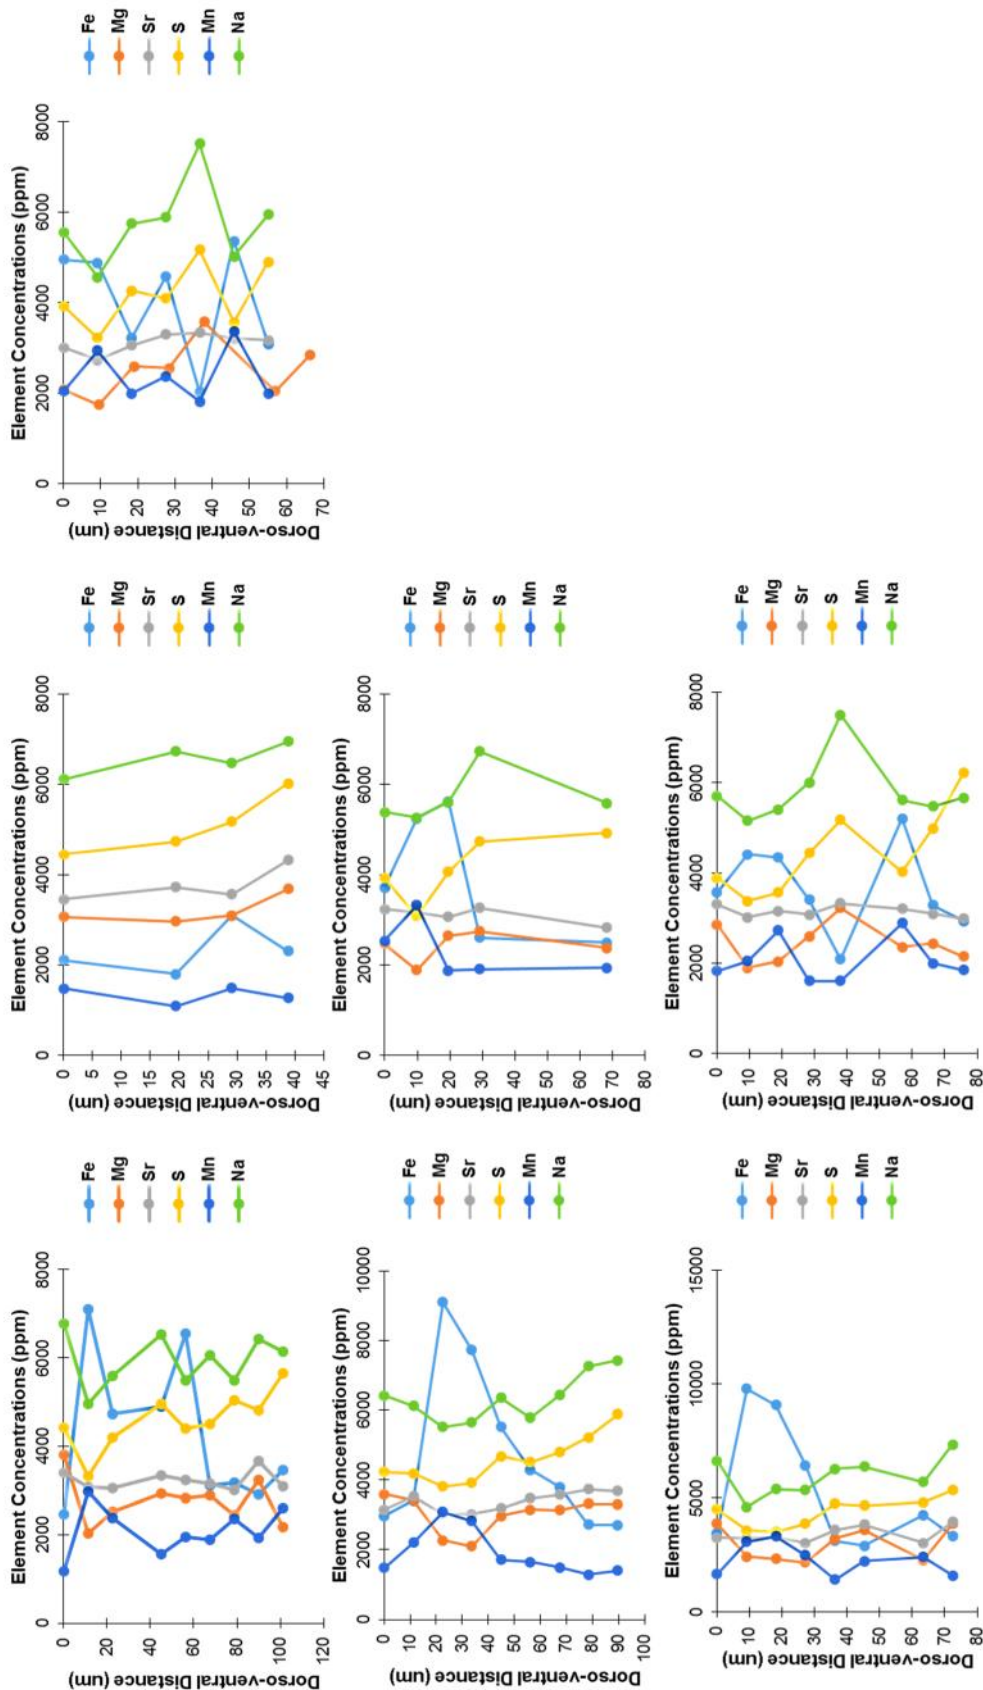 Element Concentrations (ppm)
0 5000 10000 15000
0
10
20
30
40
50
60
70
80
Dorso-ventral Distance (um)
Fe
Mg
Sr
S
Mn
Na
Element Concentrations (ppm)
0 2000 4000 6000 8000 10000
0
10
20
30
40
50
60
70
80
90
100
Dorso-ventral Distance (um)
Fe
Mg
Sr
S
Mn
Na
Element Concentrations (ppm)
0 2000 4000 6000 8000
0
20
40
60
80
100
120
Dorso-ventral Distance (um)
Fe
Mg
Sr
S
Mn
Na
Element Concentrations (ppm)
0 2000 4000 6000 8000
0
10
20
30
40
50
60
70
80
Dorso-ventral Distance (um)
Fe
Mg
Sr
S
Mn
Na
Element Concentrations (ppm)
0 2000 4000 6000 8000
0
10
20
30
40
50
60
70
80
Dorso-ventral Distance (um)
Fe
Mg
Sr
S
Mn
Na
Element Concentrations (ppm)
0 2000 4000 6000 8000
0
5
10
15
20
25
30
35
40
45
Dorso-ventral Distance (um)
Fe
Mg
Sr
S
Mn
Na
Element Concentrations (ppm)
0 2000 4000 6000 8000
0
10
20
30
40
50
60
70
Dorso-ventral Distance (um)
Fe
Mg
Sr
S
Mn
Na